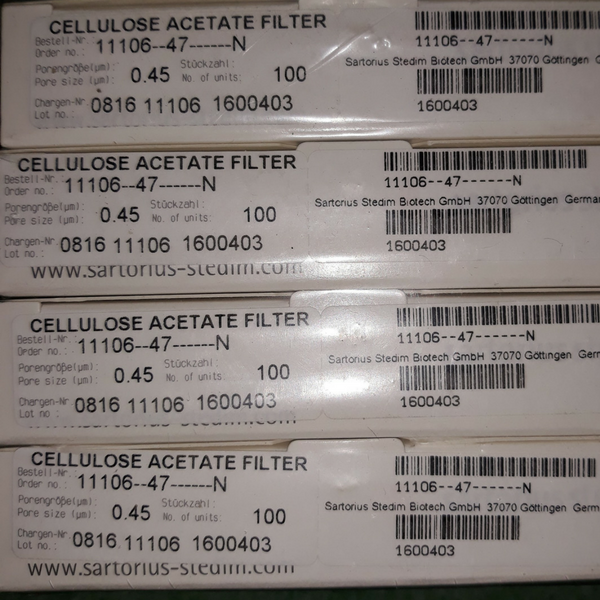 CELLULOSE ACETATE FILTER
Bestell-Nr.:
Order no.: 11106--47------N
11106--47------N
Sartorius Stedim Biotech GmbH 37070 Göttingen G
Porengröße(µm): Stückzahl:
Pore size (µm): 0.45 No. of units: 100
Chargen-Nr
Lot no.: 0816 11106 1600403
1600403
CELLULOSE ACETATE FILTER
Bestell-Nr.:
Order no.: 11106--47------N
11106--47------N
Sartorius Stedim Biotech GmbH 37070 Göttingen Germa
Porengröße(µm): Stückzahl:
Pore size (µm): 0.45 No. of units: 100
Chargen-Nr
Lot no.: 0816 11106 1600403
1600403
www.sartorius-stedim.com
CELLULOSE ACETATE FILTER
Bestell-Nr.:
Order no.: 11106--47------N
11106--47------N
Sartorius Stedim Biotech GmbH 37070 Göttingen Germ
Porengröße(µm): Stückzahl:
Pore size (µm): 0.45 No. of units: 100
Chargen-Nr
Lot no.: 0816 11106 1600403
1600403
CELLULOSE ACETATE FILTER
Bestell-Nr.:
Order no.: 11106--47------N
11106--47------N
Sartorius Stedim Biotech GmbH 37070 Göttingen Germ
Porengröße(µm): Stückzahl:
Pore size (µm): 0.45 No. of units: 100
Chargen-Nr
Lot no.: 0816 11106 1600403
1600403
www.sartorius-stedim.com